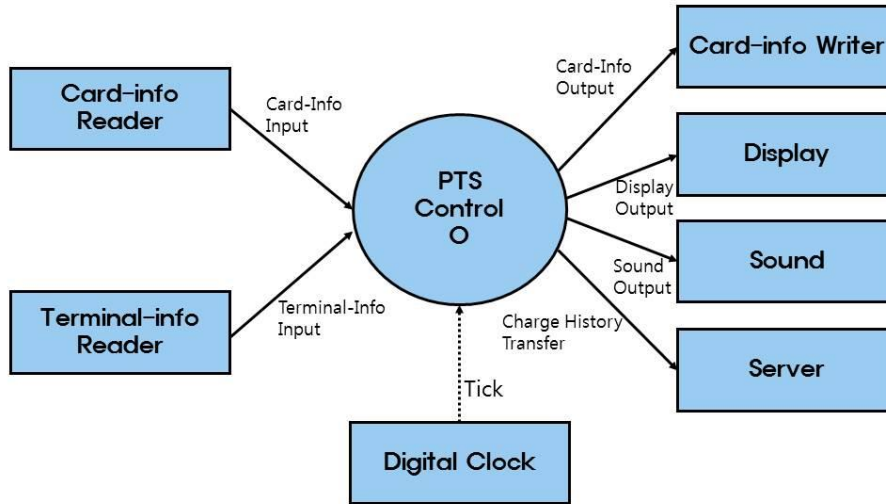 Card-info Writer
Card-Info
Output
Card-info
Reader
Card-Info
Input
Display
Display
Output
PTS
Control
0
Sound
Sound
Output
Terminal-info
Reader
Terminal-Info
Input
Charge History
Transfer
Server
Tick
Digital Clock